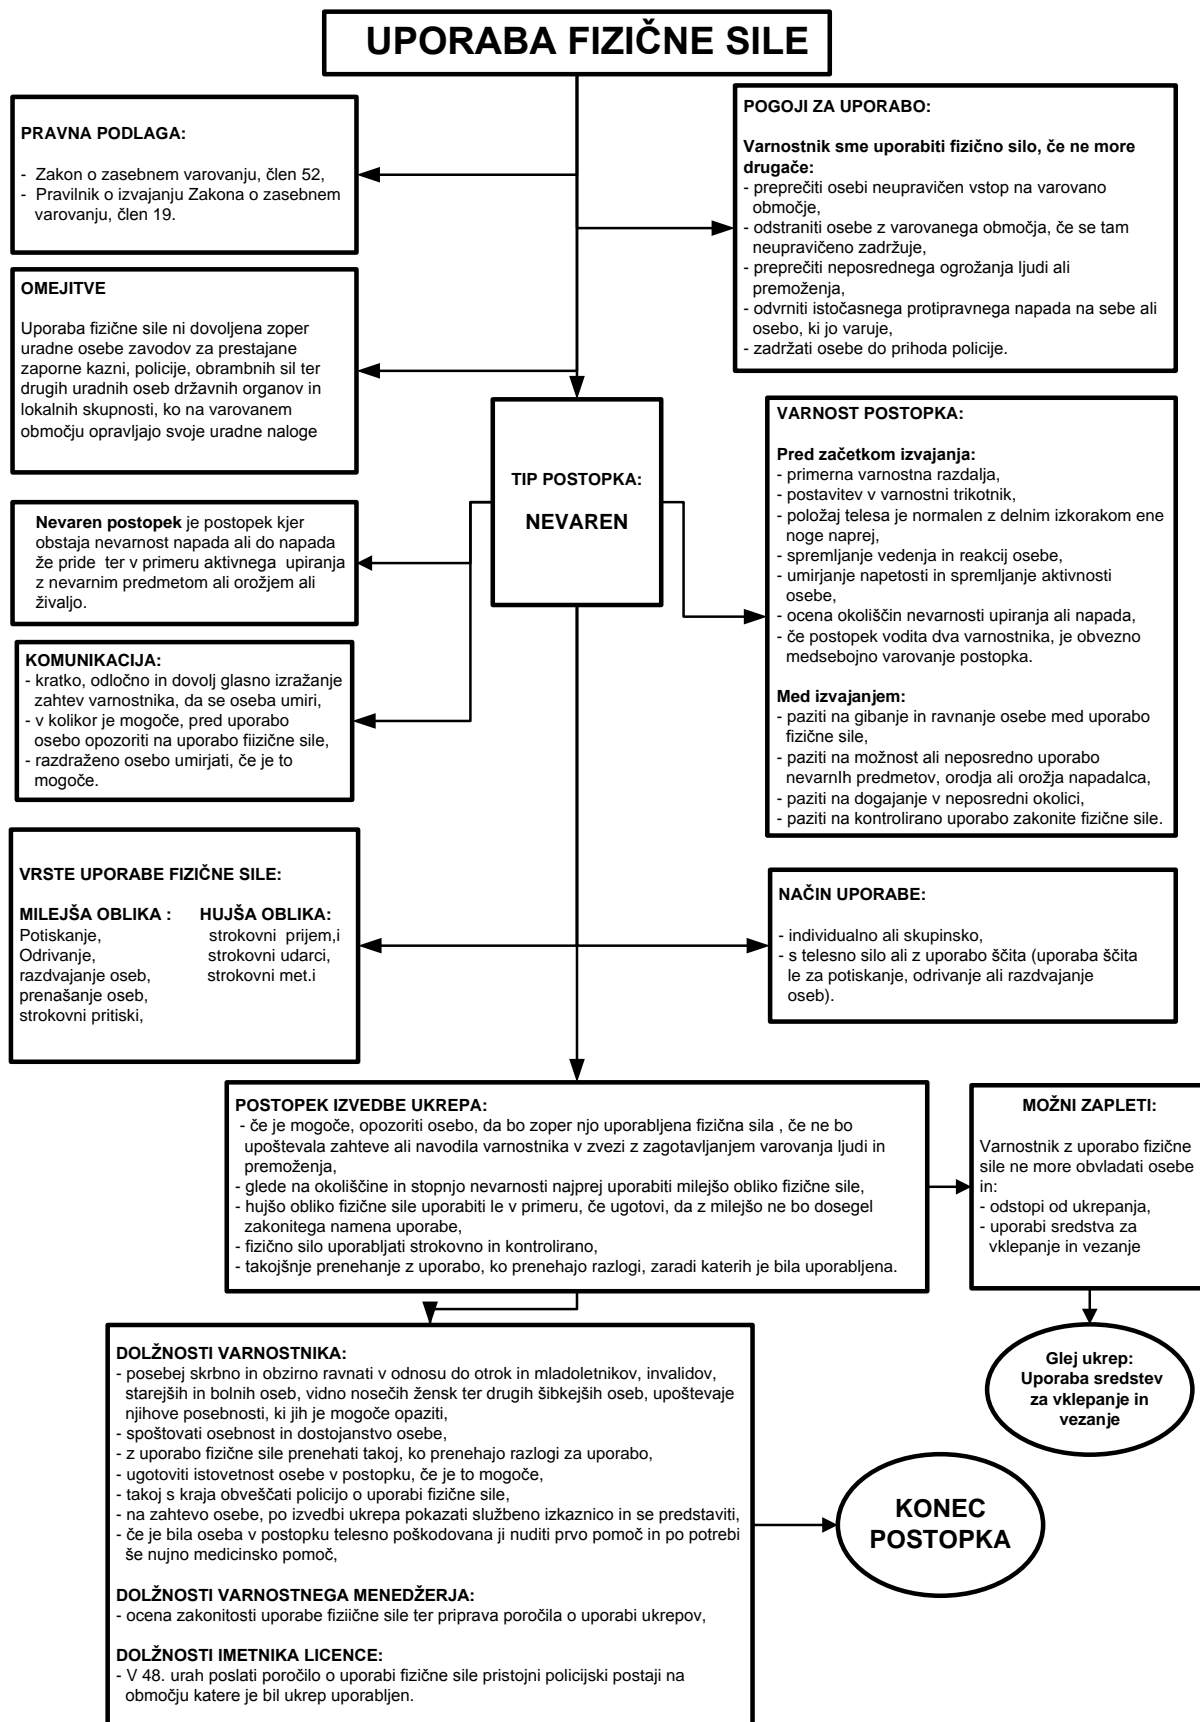 UPORABA FIZIČNE SILE
PRAVNA PODLAGA:
- Zakon o zasebnem varovanju, člen 52,
- Pravilnik o izvajanju Zakona o zasebnem
varovanju, člen 19.
POGOJI ZA UPORABO:
Varnostnik sme uporabiti fizično silo, če ne more
drugače:
- preprečiti osebi neupravičen vstop na varovano
območje,
- odstraniti osebe z varovanega območja, če se tam
neupravičeno zadržuje,
- preprečiti neposrednega ogrožanja ljudi ali
premoženja,
- odvrniti istočasnega protipravnega napada na sebe ali
osebo, ki jo varuje,
- zadržati osebe do prihoda policije.
OMEJITVE
Uporaba fizične sile ni dovoljena zoper
uradne osebe zavodov za prestajane
zaporne kazni, policije, obrambnih sil ter
drugih uradnih oseb državnih organov in
lokalnih skupnosti, ko na varovanem
območju opravljajo svoje uradne naloge
TIP POSTOPKA:
NEVAREN
VARNOST POSTOPKA:
Pred začetkom izvajanja:
- primerna varnostna razdalja,
- postavitev v varnostni trikotnik,
- položaj telesa je normalen z delnim izkorakom ene
noge naprej,
- spremljanje vedenja in reakcij osebe,
- umirjanje napetosti in spremljanje aktivnosti
osebe,
- ocena okoliščin nevarnosti upiranja ali napada,
- če postopek vodita dva varnostnika, je obvezno
medsebojno varovanje postopka.
Med izvajanjem:
- paziti na gibanje in ravnanje osebe med uporabo
fizične sile,
- paziti na možnost ali neposredno uporabo
nevarnIh predmetov, orodja ali orožja napadalca,
- paziti na dogajanje v neposredni okolici,
- paziti na kontrolirano uporabo zakonite fizične sile.
Nevaren postopek je postopek kjer
obstaja nevarnost napada ali do napada
že pride ter v primeru aktivnega upiranja
z nevarnim predmetom ali orožjem ali
živaljo.
KOMUNIKACIJA:
- kratko, odločno in dovolj glasno izražanje
zahtev varnostnika, da se oseba umiri,
- v kolikor je mogoče, pred uporabo
osebo opozoriti na uporabo fiizične sile,
- razdraženo osebo umirjati, če je to
mogoče.
VRSTE UPORABE FIZIČNE SILE:
MILEJŠA OBLIKA : HUJŠA OBLIKA:
Potiskanje, strokovni prijem,i
Odrivanje, strokovni udarci,
razdvajanje oseb, strokovni met.i
prenašanje oseb,
strokovni pritiski,
NAČIN UPORABE:
- individualno ali skupinsko,
- s telesno silo ali z uporabo ščita (uporaba ščita
le za potiskanje, odrivanje ali razdvajanje
oseb).
POSTOPEK IZVEDBE UKREPA:
- če je mogoče, opozoriti osebo, da bo zoper njo uporabljena fizična sila , če ne bo
upoštevala zahteve ali navodila varnostnika v zvezi z zagotavljanjem varovanja ljudi in
premoženja,
- glede na okoliščine in stopnjo nevarnosti najprej uporabiti milejšo obliko fizične sile,
- hujšo obliko fizične sile uporabiti le v primeru, če ugotovi, da z milejšo ne bo dosegel
zakonitega namena uporabe,
- fizično silo uporabljati strokovno in kontrolirano,
- takojšnje prenehanje z uporabo, ko prenehajo razlogi, zaradi katerih je bila uporabljena.
MOŽNI ZAPLETI:
Varnostnik z uporabo fizične
sile ne more obvladati osebe
in:
- odstopi od ukrepanja,
- uporabi sredstva za
vklepanje in vezanje
Glej ukrep:
Uporaba sredstev
za vklepanje in
vezanje
DOLŽNOSTI VARNOSTNIKA:
- posebej skrbno in obzirno ravnati v odnosu do otrok in mladoletnikov, invalidov,
starejših in bolnih oseb, vidno nosečih žensk ter drugih šibkejših oseb, upoštevaje
njihove posebnosti, ki jih je mogoče opaziti,
- spoštovati osebnost in dostojanstvo osebe,
- z uporabo fizične sile prenehati takoj, ko prenehajo razlogi za uporabo,
- ugotoviti istovetnost osebe v postopku, če je to mogoče,
- takoj s kraja obveščati policijo o uporabi fizične sile,
- na zahtevo osebe, po izvedbi ukrepa pokazati službeno izkaznico in se predstaviti,
- če je bila oseba v postopku telesno poškodovana ji nuditi prvo pomoč in po potrebi
še nujno medicinsko pomoč,
DOLŽNOSTI VARNOSTNEGA MENEDŽERJA:
- ocena zakonitosti uporabe fiziične sile ter priprava poročila o uporabi ukrepov,
DOLŽNOSTI IMETNIKA LICENCE:
- V 48. urah poslati poročilo o uporabi fizične sile pristojni policijski postaji na
območju katere je bil ukrep uporabljen.
KONEC
POSTOPKA